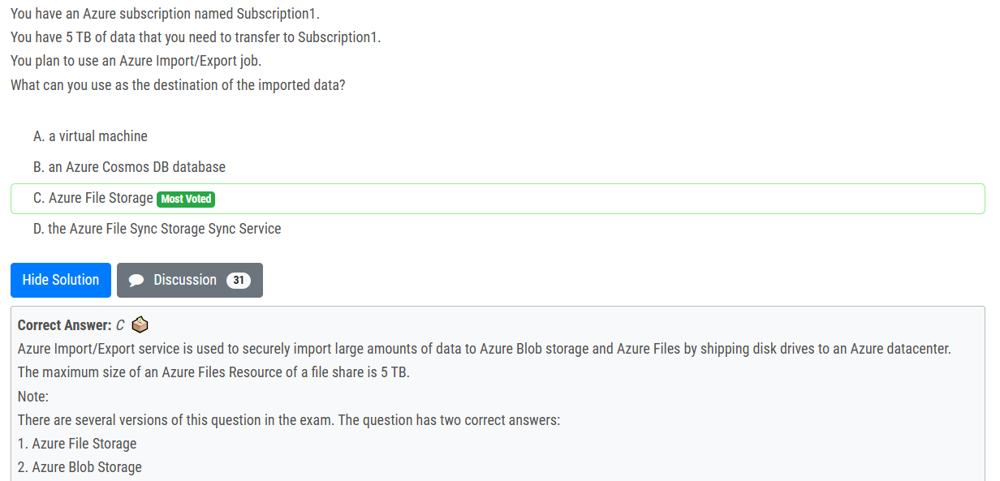 You have an Azure subscription named Subscription1.
You have 5 TB of data that you need to transfer to Subscription1.
You plan to use an Azure Import/Export job.
What can you use as the destination of the imported data?
A. a virtual machine
B. an Azure Cosmos DB database
C. Azure File Storage Most Voted
D. the Azure File Sync Storage Sync Service
Hide Solution Discussion 31
Correct Answer: C
Azure Import/Export service is used to securely import large amounts of data to Azure Blob storage and Azure Files by shipping disk drives to an Azure datacenter.
The maximum size of an Azure Files Resource of a file share is 5 TB.
Note:
There are several versions of this question in the exam. The question has two correct answers:
1. Azure File Storage
2. Azure Blob Storage